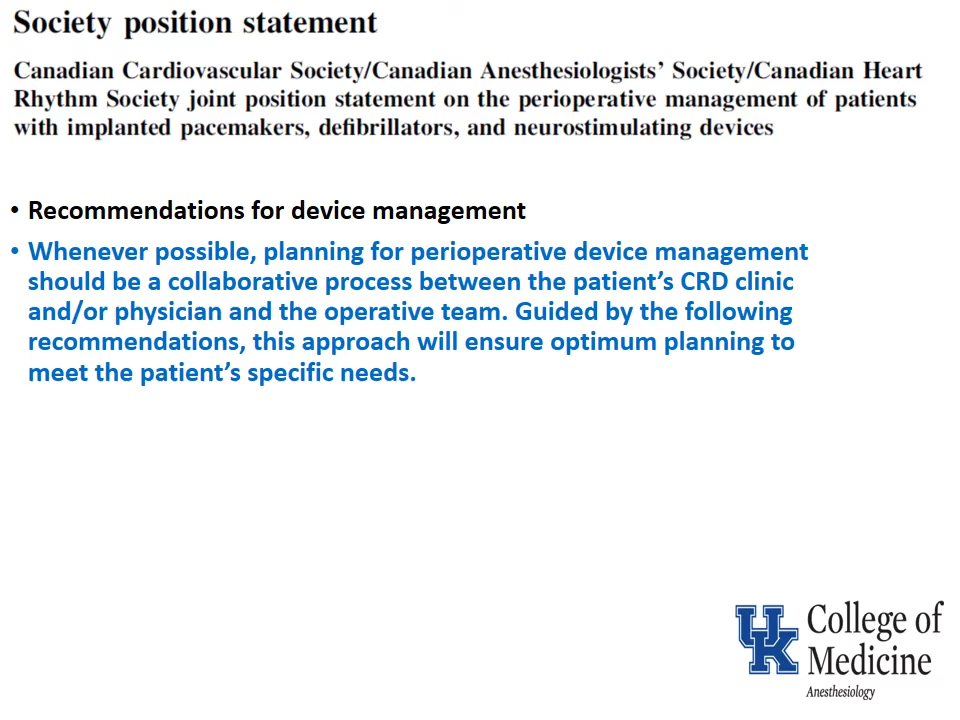 Society position statement
Canadian Cardiovascular Society/Canadian Anesthesiologists' Society/Canadian Heart
Rhythm Society joint position statement on the perioperative management of patients
with implanted pacemakers, defibrillators, and neurostimulating devices
• Recommendations for device management
• Whenever possible, planning for perioperative device management
should be a collaborative process between the patient's CRD clinic
and/or physician and the operative team. Guided by the following
recommendations, this approach will ensure optimum planning to
meet the patient's specific needs.
UK College of
Medicine
Anesthesiology